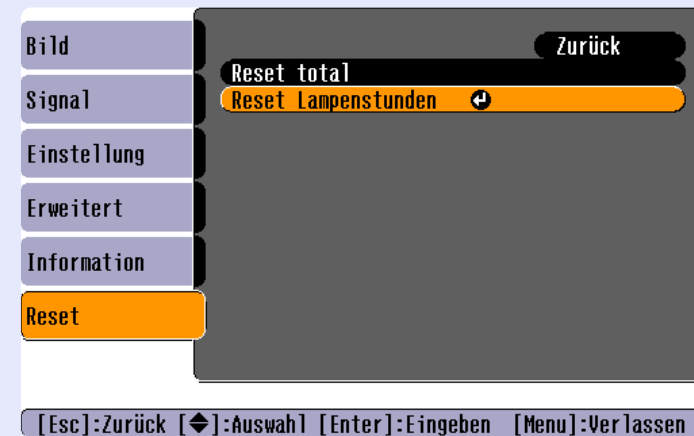 Bild
Signal
Einstellung
Erweitert
Information
Reset
Zurück
Reset total
Reset Lampenstunden
[Esc]:Zurück [◆]:Auswahl [Enter]:Eingeben [Menu]:Verlassen